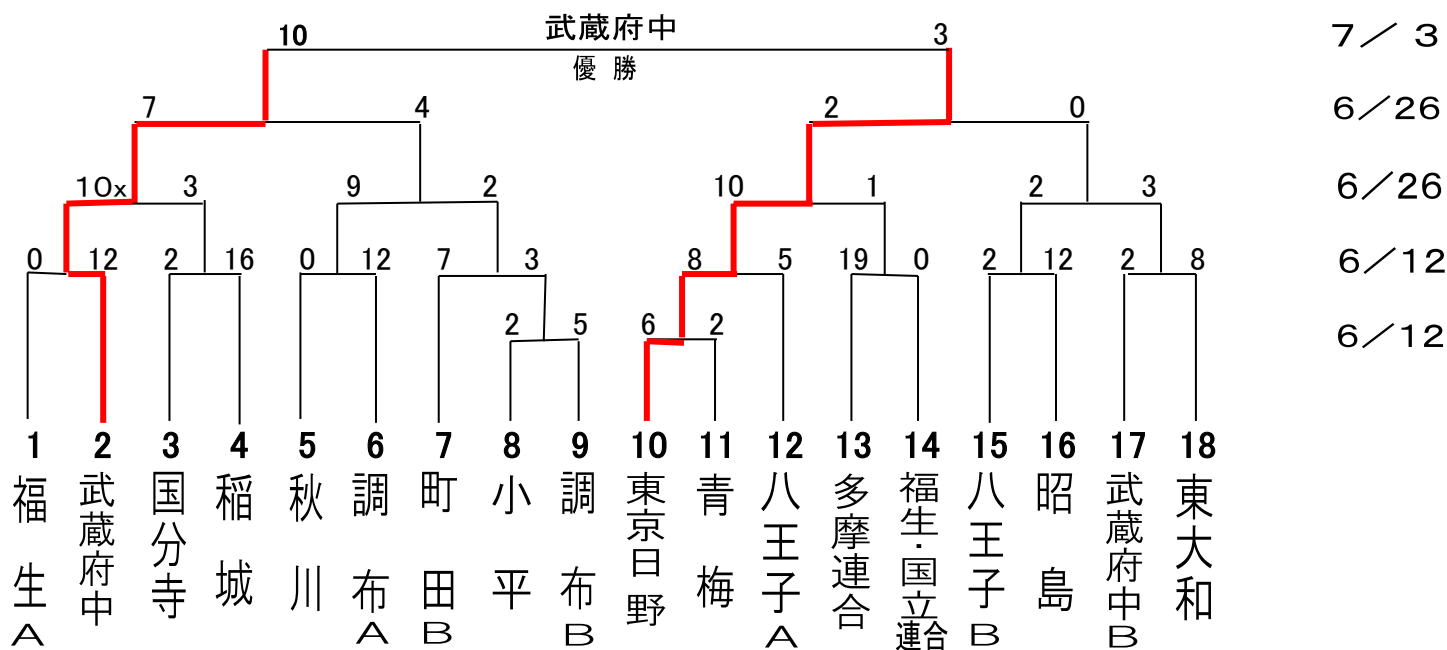 武蔵府中
10 3 7／3
優勝
7 4 2 0 6／26
10x 3 9 2 10 1 2 3 6／26
0 12 2 16 0 12 7 3 8 5 19 0 2 12 2 8 6／12
2 5 6 2 6／12
1 2 3 4 5 6 7 8 9 10 11 12 13 14 15 16 17 18
福生A
武蔵府中
国分寺
稲城
秋川
調布A
町田B
小平
調布B
東京日野
青梅
八王子A
多摩連合
福生・国立連合
八王子B
昭島
武蔵府中B
東大和